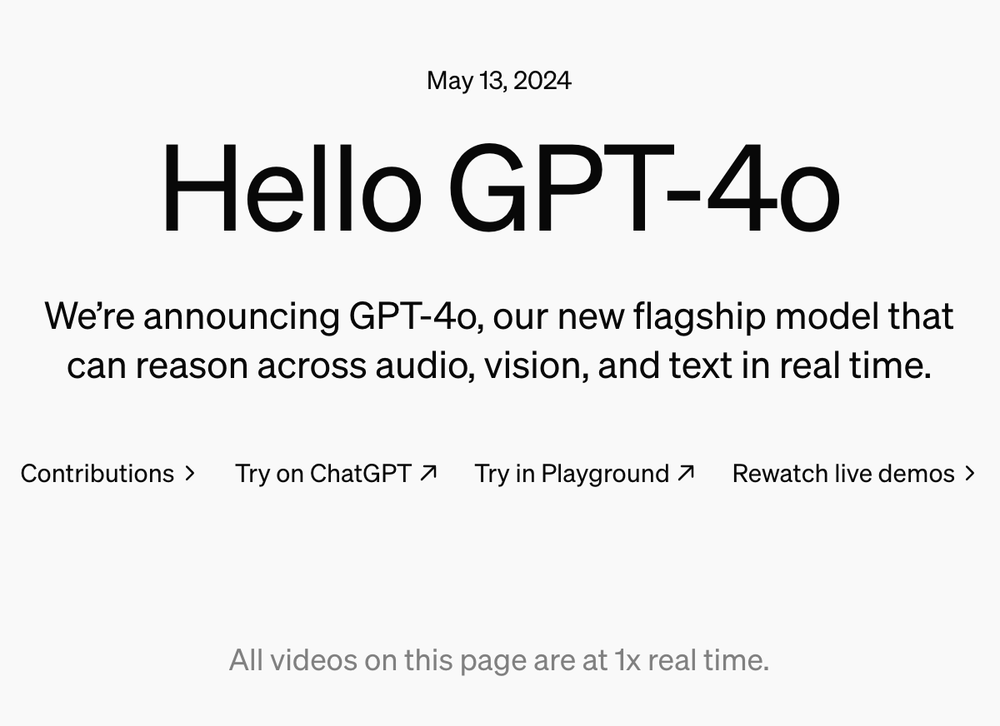 May 13, 2024
Hello GPT-4o
We’re announcing GPT-4o, our new flagship model that
can reason across audio, vision, and text in real time.
Contributions Try on ChatGPT Try in Playground Rewatch live demos
All videos on this page are at 1x real time.